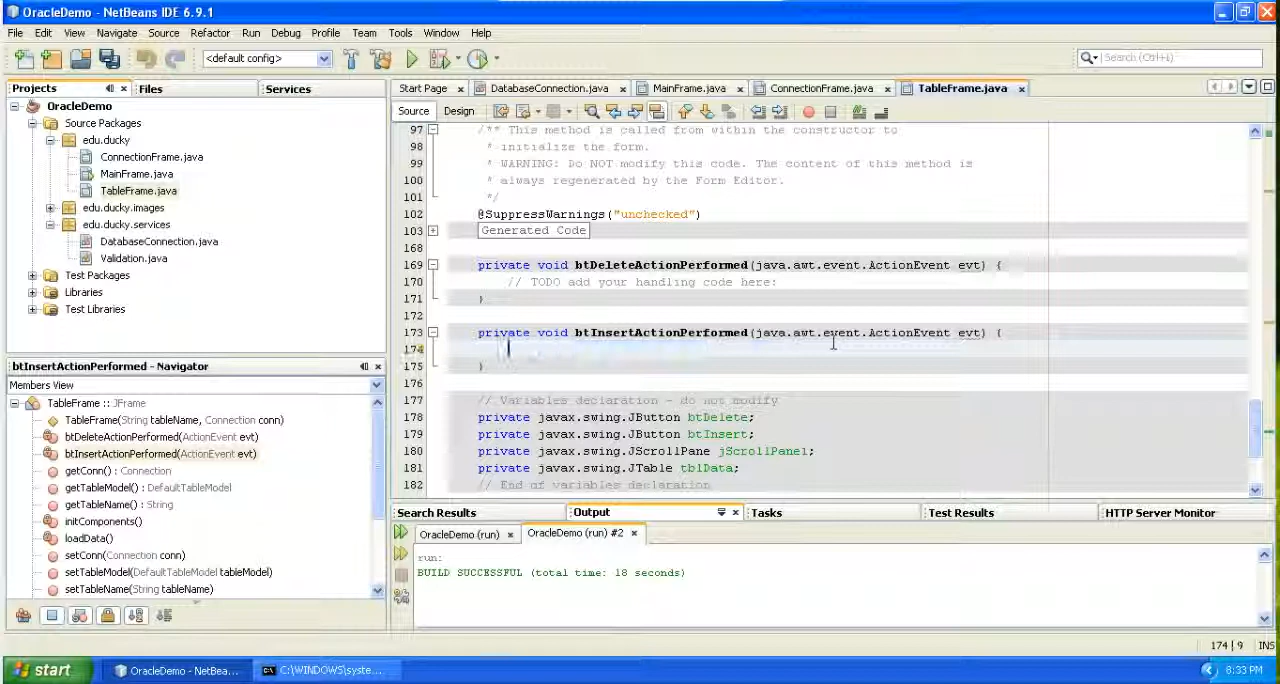 OracleDemo - NetBeans IDE 6.9.1
File Edit View Navigate Source Refactor Run Debug Profile Team Tools Window Help
<default config> Search (Ctrl+I)
Projects Files Services
Start Page DatabaseConnection.java MainFrame.java ConnectionFrame.java TableFrame.java
OracleDemo
Source Packages
edu.ducky
ConnectionFrame.java
MainFrame.java
TableFrame.java
edu.ducky.images
edu.ducky.services
DatabaseConnection.java
Validation.java
Test Packages
Libraries
Test Libraries
btInsertActionPerformed - Navigator
Members View
TableFrame :: JFrame
TableFrame(String tableName, Connection conn)
btDeleteActionPerformed(ActionEvent evt)
btInsertActionPerformed(ActionEvent evt)
getConn() : Connection
getTableModel() : DefaultTableModel
getTableName() : String
initComponents()
loadData()
setConn(Connection conn)
setTableModel(DefaultTableModel tableModel)
setTableName(String tableName)
Source Design
97 /** This method is called from within the constructor to
98 * initialize the form.
99 * WARNING: Do NOT modify this code. The content of this method is
100 * always regenerated by the Form Editor.
101 */
102 @SuppressWarnings("unchecked")
103 Generated Code
168
169 private void btDeleteActionPerformed(java.awt.event.ActionEvent evt) {
170 // TODO add your handling code here:
171 }
172
173 private void btInsertActionPerformed(java.awt.event.ActionEvent evt) {
174
175 }
176
177 // Variables declaration - do not modify
178 private javax.swing.JButton btDelete;
179 private javax.swing.JButton btInsert;
180 private javax.swing.JScrollPane jScrollPane1;
181 private javax.swing.JTable tblData;
182 // End of variables declaration
Search Results Output Tasks Test Results HTTP Server Monitor
OracleDemo (run) OracleDemo (run) #2
run:
BUILD SUCCESSFUL (total time: 18 seconds)
174 | 9 INS
start OracleDemo - NetBea... C:\WINDOWS\syste... 8:33 PM